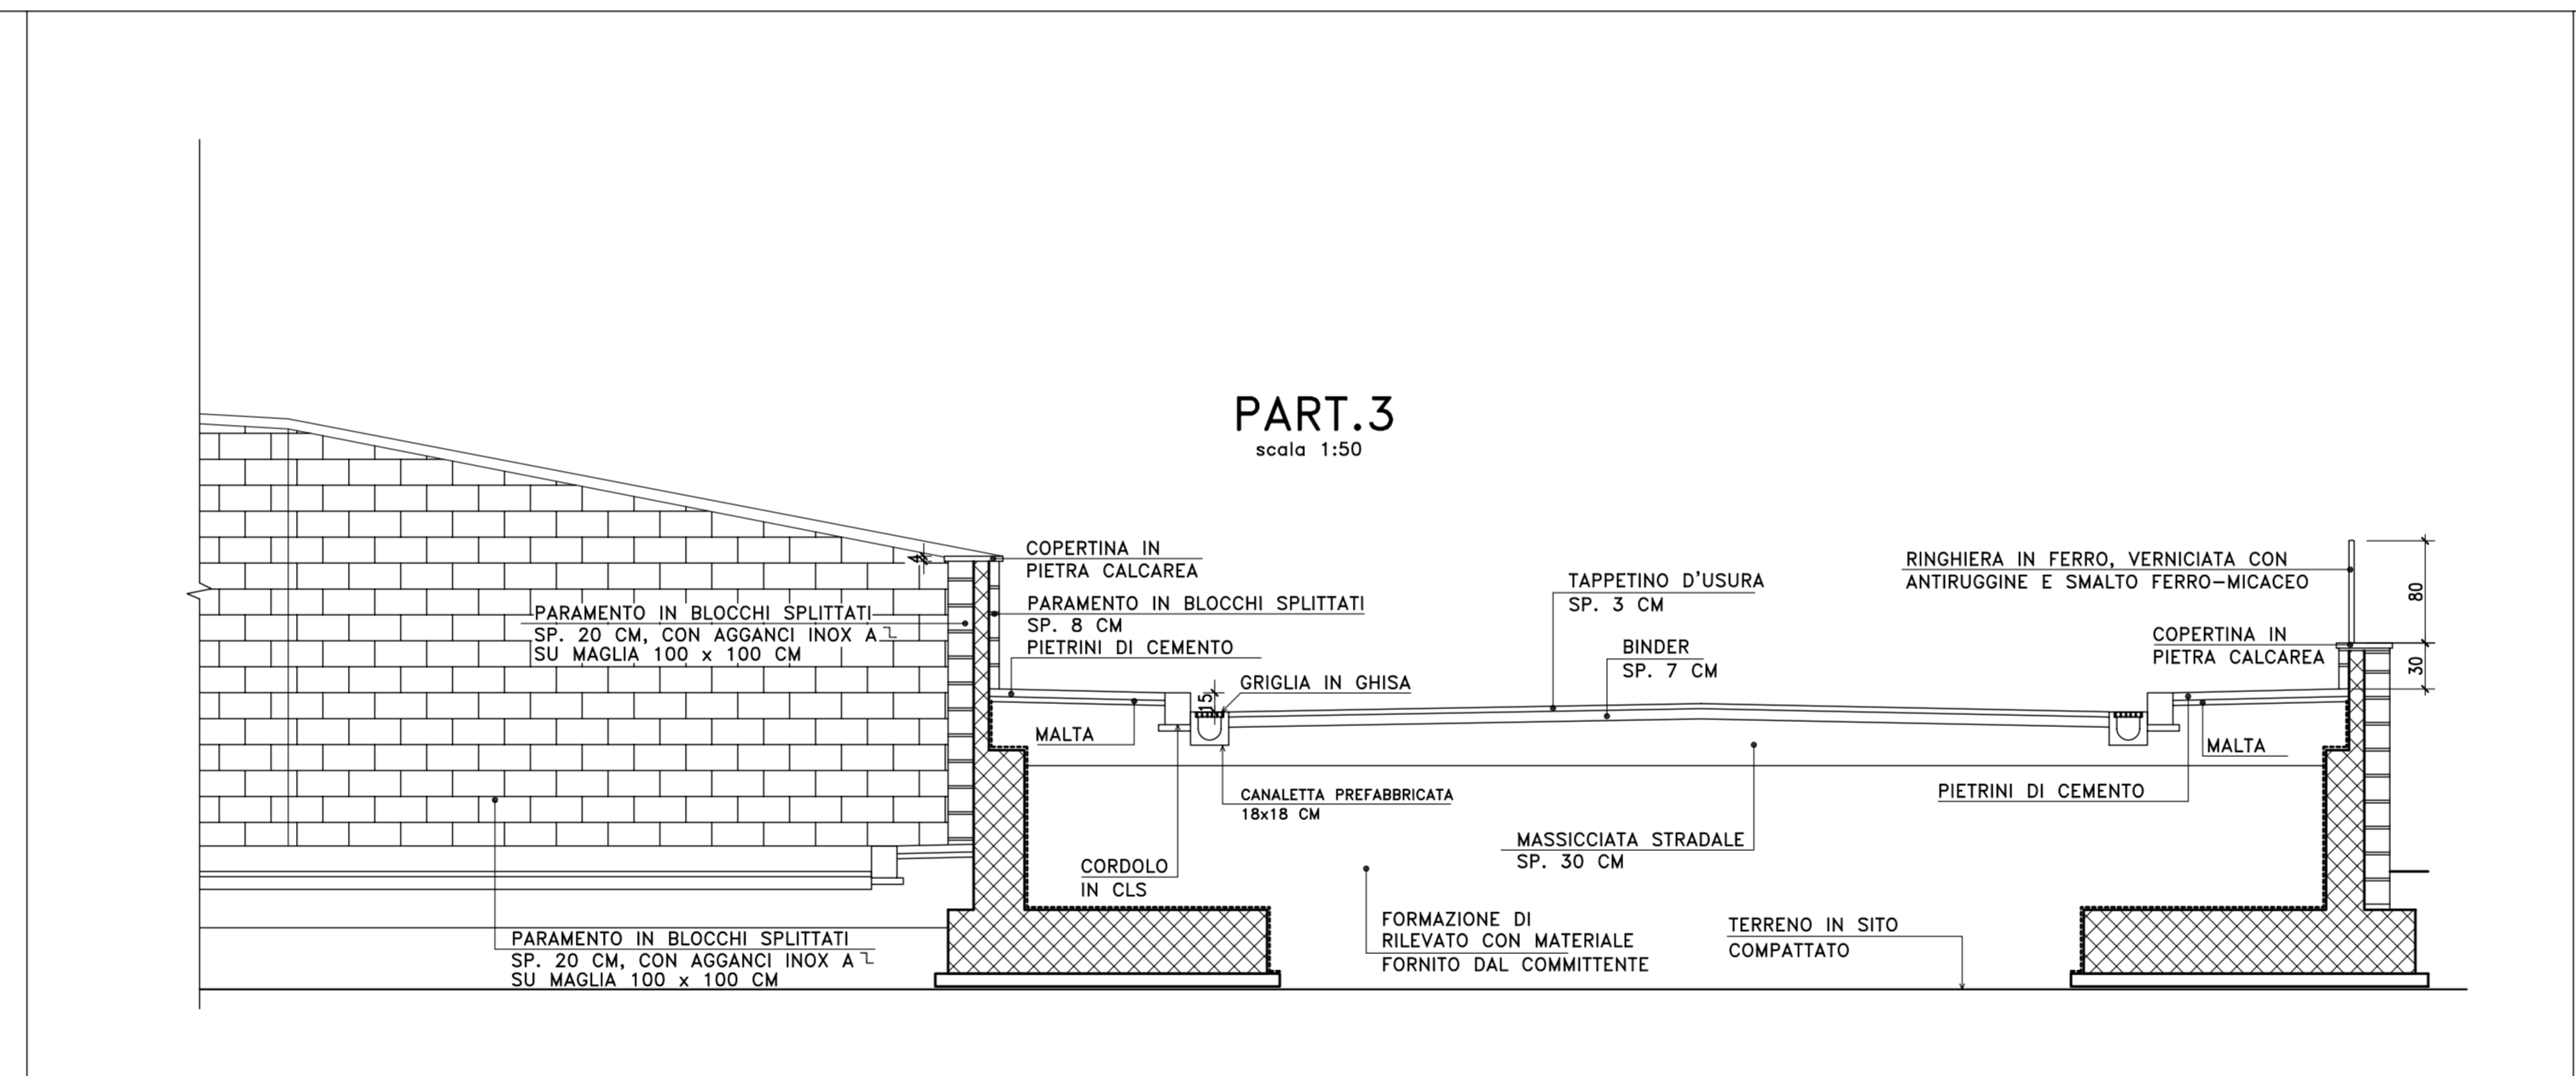 PART.3
scala 1:50
COPERTINA IN
PIETRA CALCAREA
4
PARAMENTO IN BLOCCHI SPLITTATI
SP. 20 CM, CON AGGANCI INOX A
SU MAGLIA 100 x 100 CM
PARAMENTO IN BLOCCHI SPLITTATI
SP. 8 CM
PIETRINI DI CEMENTO
GRIGLIA IN GHISA
15
MALTA
CANALETTA PREFABBRICATA
18x18 CM
CORDOLO
IN CLS
TAPPETINO D'USURA
SP. 3 CM
BINDER
SP. 7 CM
RINGHIERA IN FERRO, VERNICIATA CON
ANTIRUGGINE E SMALTO FERRO-MICACEO
80
COPERTINA IN
PIETRA CALCAREA
30
MALTA
PIETRINI DI CEMENTO
MASSICCIATA STRADALE
SP. 30 CM
FORMAZIONE DI
RILEVATO CON MATERIALE
FORNITO DAL COMMITTENTE
TERRENO IN SITO
COMPATTATO
PARAMENTO IN BLOCCHI SPLITTATI
SP. 20 CM, CON AGGANCI INOX A
SU MAGLIA 100 x 100 CM